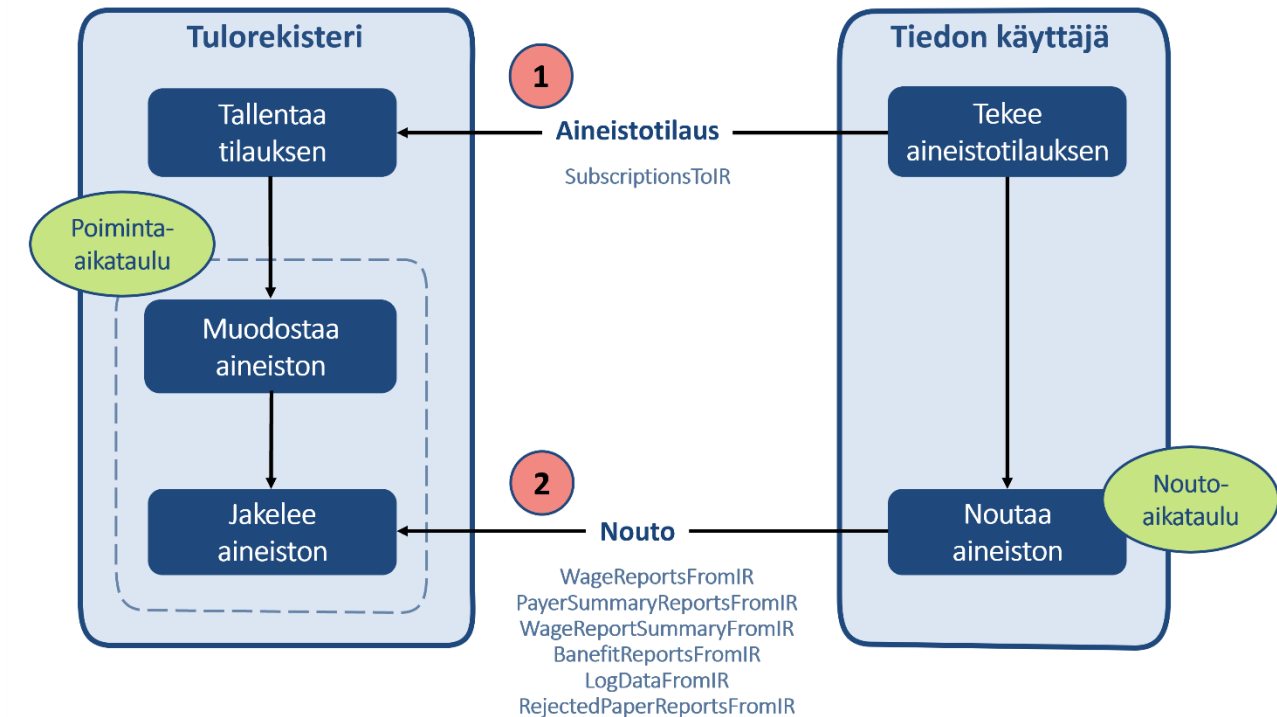 Tulorekisteri
Tiedon käyttäjä
1
Tallentaa
tilauksen
Aineistotilaus
SubscriptionsToIR
Tekee
aineistotilauksen
Poiminta-
aikataulu
Muodostaa
aineiston
2
Jakelee
aineiston
Nouto
Noutaa
aineiston
Nouto-
aikataulu
WageReportsFromIR
PayerSummaryReportsFromIR
WageReportSummaryFromIR
BanefitReportsFromIR
LogDataFromIR
RejectedPaperReportsFromIR